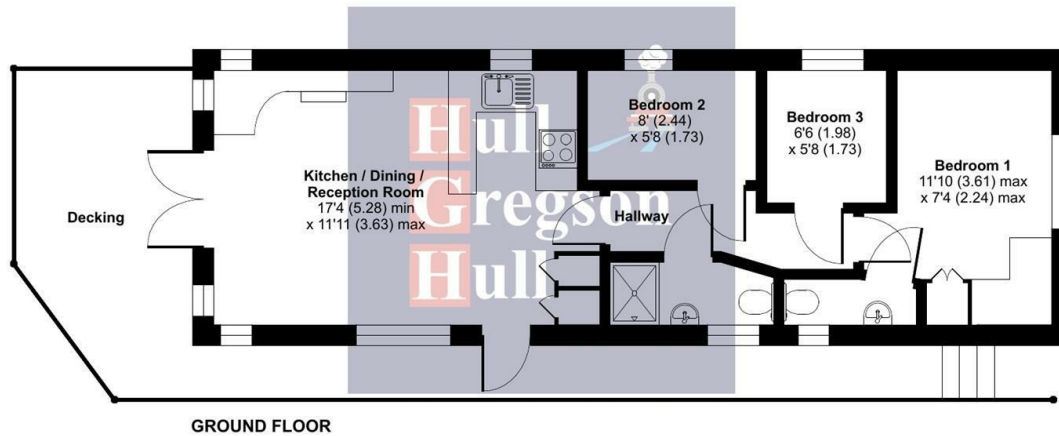 Decking
Kitchen / Dining /
Reception Room
17'4 (5.28) min
x 11'11 (3.63) max
Hull
Gregson
Hull
Hallway
Bedroom 2
8' (2.44)
x 5'8 (1.73)
Bedroom 3
6'6 (1.98)
x 5'8 (1.73)
Bedroom 1
11'10 (3.61) max
x 7'4 (2.24) max
GROUND FLOOR